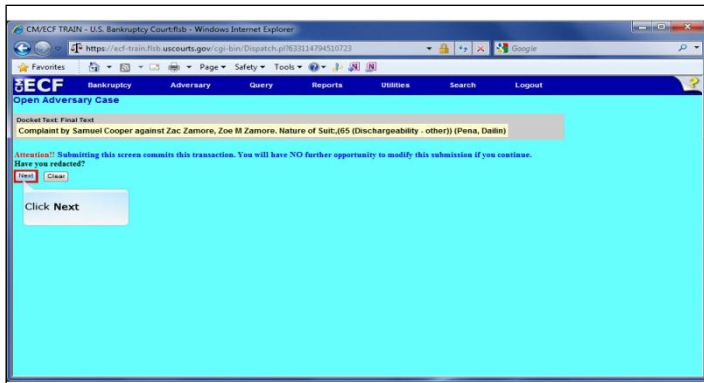 CM/ECF TRAIN - U.S. Bankruptcy Court:flsb - Windows Internet Explorer
https://ecf-train.flsb.uscourts.gov/cgi-bin/Dispatch.pl?633114794510723
Google
Favorites Page Safety Tools
ECF Bankruptcy Adversary Query Reports Utilities Search Logout ?
Open Adversary Case
Docket Text: Final Text
Complaint by Samuel Cooper against Zac Zamore, Zoe M Zamore. Nature of Suit:,(65 (Dischargeability - other)) (Pena, Dailin)
Attention!! Submitting this screen commits this transaction. You will have NO further opportunity to modify this submission if you continue.
Have you redacted?
Next Clear
Click Next